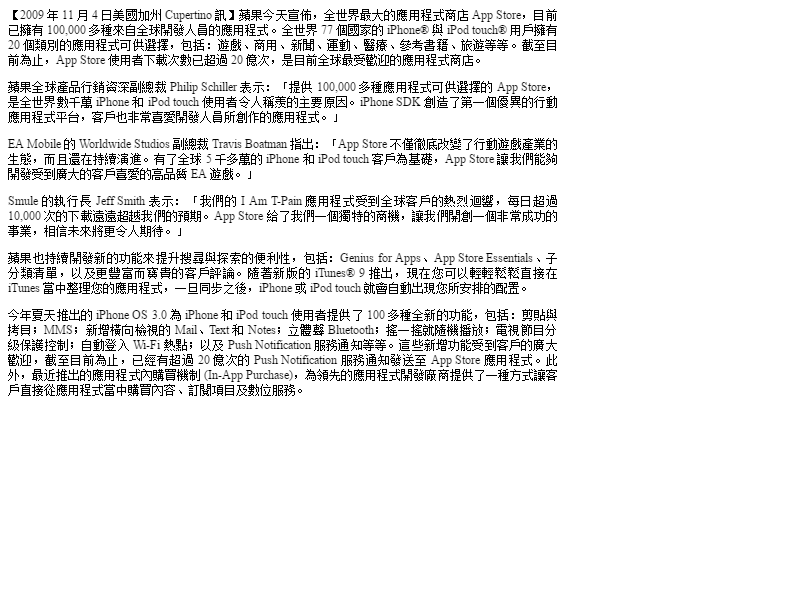 【2009 年 11 月 4 日美國加州 Cupertino 訊】蘋果今天宣佈，全世界最大的應用程式商店 App Store，目前
已擁有 100,000 多種來自全球開發人員的應用程式。全世界 77 個國家的 iPhone® 與 iPod touch® 用戶擁有
20 個類別的應用程式可供選擇，包括：遊戲、商用、新聞、運動、醫療、參考書籍、旅遊等等。截至目
前為止，App Store 使用者下載次數已超過 20 億次，是目前全球最受歡迎的應用程式商店。
蘋果全球產品行銷資深副總裁 Philip Schiller 表示：「提供 100,000 多種應用程式可供選擇的 App Store，
是全世界數千萬 iPhone 和 iPod touch 使用者令人稱羨的主要原因。iPhone SDK 創造了第一個優異的行動
應用程式平台，客戶也非常喜愛開發人員所創作的應用程式。」
EA Mobile 的 Worldwide Studios 副總裁 Travis Boatman 指出：「App Store 不僅徹底改變了行動遊戲產業的
生態，而且還在持續演進。有了全球 5 千多萬的 iPhone 和 iPod touch 客戶為基礎，App Store 讓我們能夠
開發受到廣大的客戶喜愛的高品質 EA 遊戲。」
Smule 的執行長 Jeff Smith 表示：「我們的 I Am T-Pain 應用程式受到全球客戶的熱烈迴響，每日超過
10,000 次的下載遠遠超越我們的預期。App Store 給了我們一個獨特的商機，讓我們開創一個非常成功的
事業，相信未來將更令人期待。」
蘋果也持續開發新的功能來提升搜尋與探索的便利性，包括：Genius for Apps、App Store Essentials、子
分類清單，以及更豐富而寶貴的客戶評論。隨著新版的 iTunes® 9 推出，現在您可以輕輕鬆鬆直接在
iTunes 當中整理您的應用程式，一旦同步之後，iPhone 或 iPod touch 就會自動出現您所安排的配置。
今年夏天推出的 iPhone OS 3.0 為 iPhone 和 iPod touch 使用者提供了 100 多種全新的功能，包括：剪貼與
拷貝；MMS；新增橫向檢視的 Mail、Text 和 Notes；立體聲 Bluetooth；搖一搖就隨機播放；電視節目分
級保護控制；自動登入 Wi-Fi 熱點；以及 Push Notification 服務通知等等。這些新增功能受到客戶的廣大
歡迎，截至目前為止，已經有超過 20 億次的 Push Notification 服務通知發送至 App Store 應用程式。此
外，最近推出的應用程式內購買機制 (In-App Purchase)，為領先的應用程式開發廠商提供了一種方式讓客
戶直接從應用程式當中購買內容、訂閱項目及數位服務。